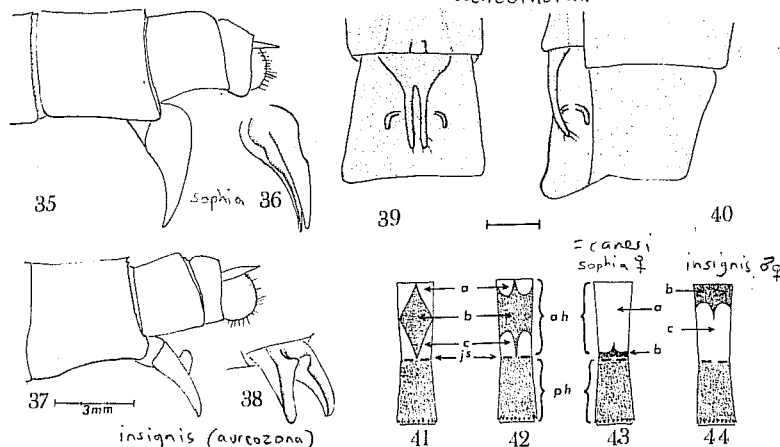 35
sophia
36
39
40
37
3mm
38
insignis (aureozona)
a
b
c
js
ah
ph
41
42
=canesi
sophia ♀
a
b
43
insignis ♂♀
b
c
44